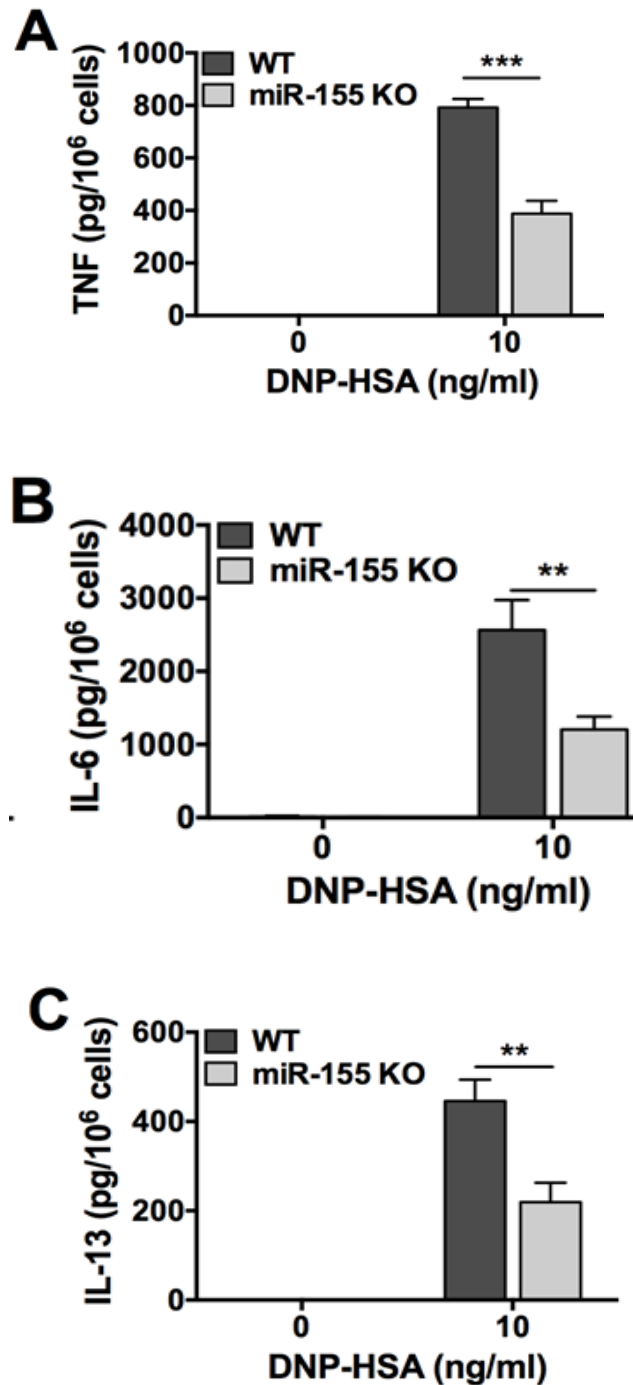 A
TNF (pg/10⁶ cells)
1000
800
600
400
200
0
WT
miR-155 KO
***
0
10
DNP-HSA (ng/ml)
B
IL-6 (pg/10⁶ cells)
4000
3000
2000
1000
0
WT
miR-155 KO
**
0
10
DNP-HSA (ng/ml)
C
IL-13 (pg/10⁶ cells)
600
400
200
0
WT
miR-155 KO
**
0
10
DNP-HSA (ng/ml)